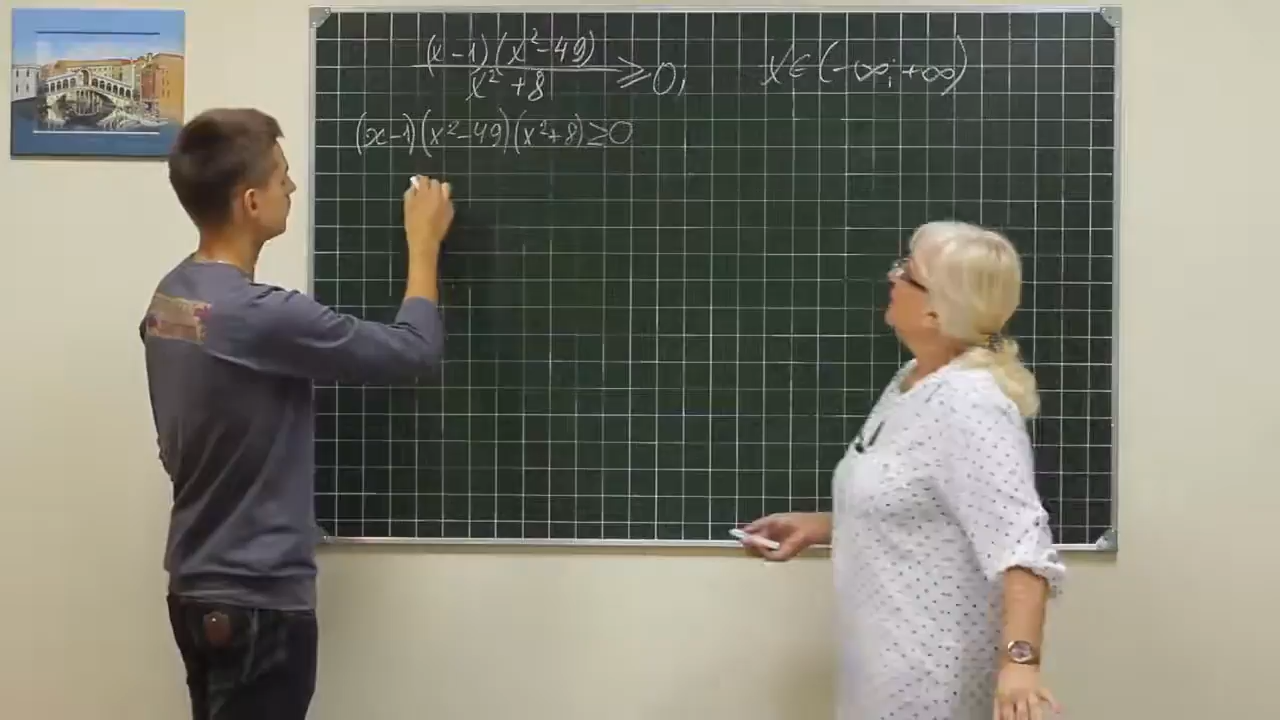 (x-1)(x²-49)
x²+8 ≥0; x∈(-∞;+∞)
(x-1)(x²-49)(x²+8)≥0